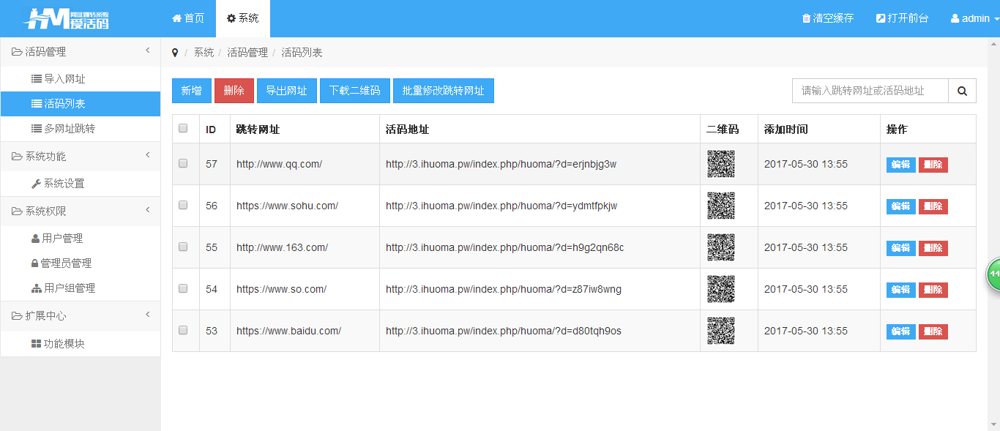 HM 网址跳转系统 爱活码
首页 系统 清空缓存 打开前台 admin
活码管理
导入网址
活码列表
多网址跳转
系统功能
系统设置
系统权限
用户管理
管理员管理
用户组管理
扩展中心
功能模块
/ 系统 / 活码管理 / 活码列表
新增 删除 导出网址 下载二维码 批量修改跳转网址 请输入跳转网址或活码地址
ID 跳转网址 活码地址 二维码 添加时间 操作
57 http://www.qq.com/ http://3.ihuoma.pw/index.php/huoma/?d=erjnbjg3w 2017-05-30 13:55 编辑 删除
56 https://www.sohu.com/ http://3.ihuoma.pw/index.php/huoma/?d=ydmtfpkjw 2017-05-30 13:55 编辑 删除
55 http://www.163.com/ http://3.ihuoma.pw/index.php/huoma/?d=h9g2qn68c 2017-05-30 13:55 编辑 删除
54 https://www.so.com/ http://3.ihuoma.pw/index.php/huoma/?d=z87iw8wng 2017-05-30 13:55 编辑 删除
53 https://www.baidu.com/ http://3.ihuoma.pw/index.php/huoma/?d=d80tqh9os 2017-05-30 13:55 编辑 删除
44